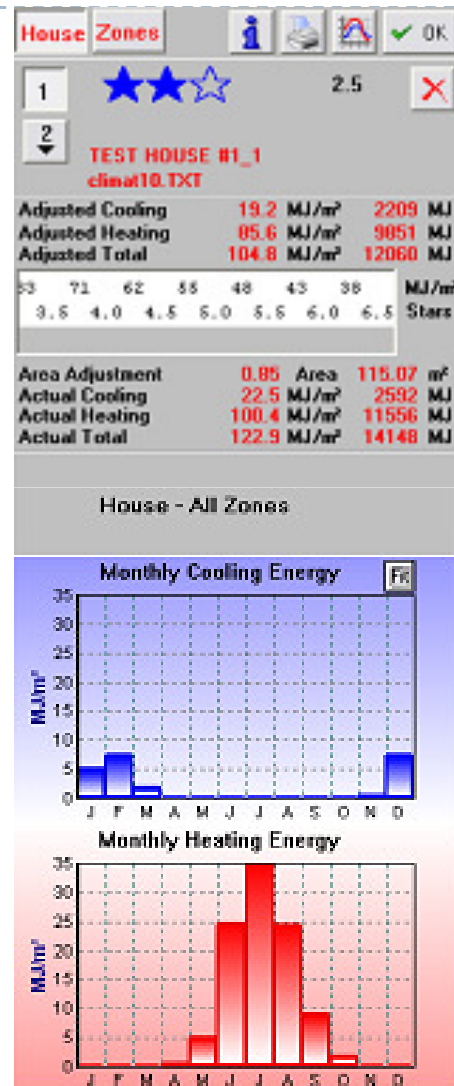 House Zones i OK
1 2.5
2
TEST HOUSE #1_1
climat10.TXT
Adjusted Cooling 19.2 MJ/m² 2209 MJ
Adjusted Heating 85.6 MJ/m² 9851 MJ
Adjusted Total 104.8 MJ/m² 12060 MJ
71 62 55 48 43 38 MJ/m²
3.5 4.0 4.5 5.0 5.5 6.0 6.5 Stars
Area Adjustment 0.85 Area 115.07 m²
Actual Cooling 22.5 MJ/m² 2592 MJ
Actual Heating 100.4 MJ/m² 11556 MJ
Actual Total 122.9 MJ/m² 14148 MJ
House - All Zones
Monthly Cooling Energy Fit
35
30
25
20
15
10
5
0
MJ/m²
J F M A M J J A S O N D
Monthly Heating Energy
35
30
25
20
15
10
5
0
MJ/m²
J F M A M J J A S O N D